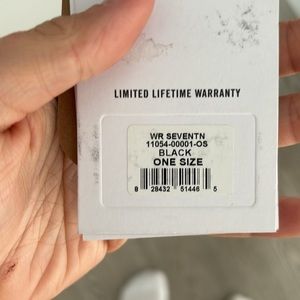 LIMITED LIFETIME WARRANTY
WR SEVENTN
11054-00001-OS
BLACK
ONE SIZE
8 28432 51446 5